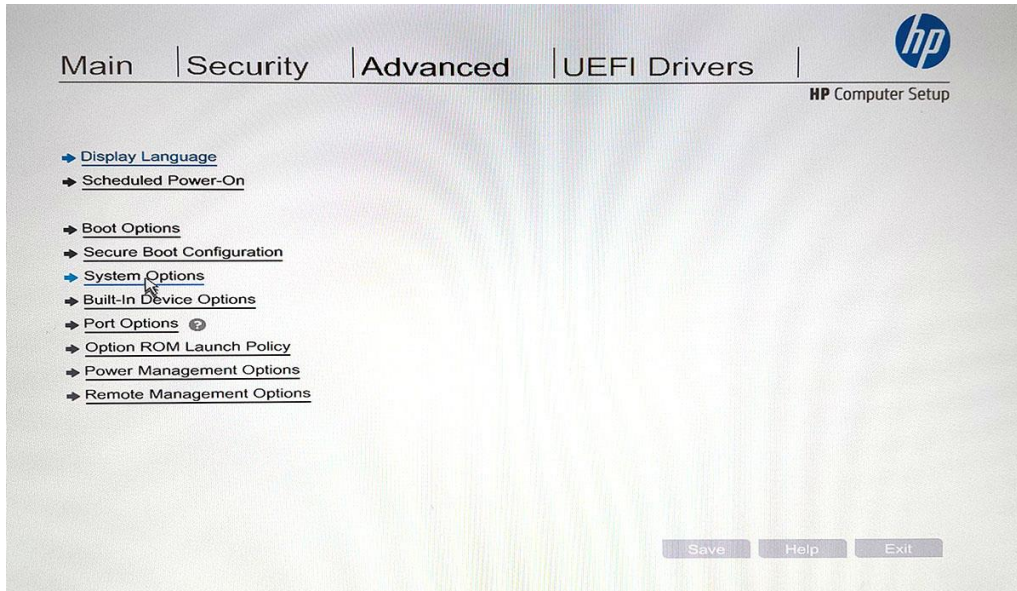 Main Security Advanced UEFI Drivers
hp
HP Computer Setup
Display Language
Scheduled Power-On
Boot Options
Secure Boot Configuration
System Options
Built-In Device Options
Port Options ?
Option ROM Launch Policy
Power Management Options
Remote Management Options
Save Help Exit